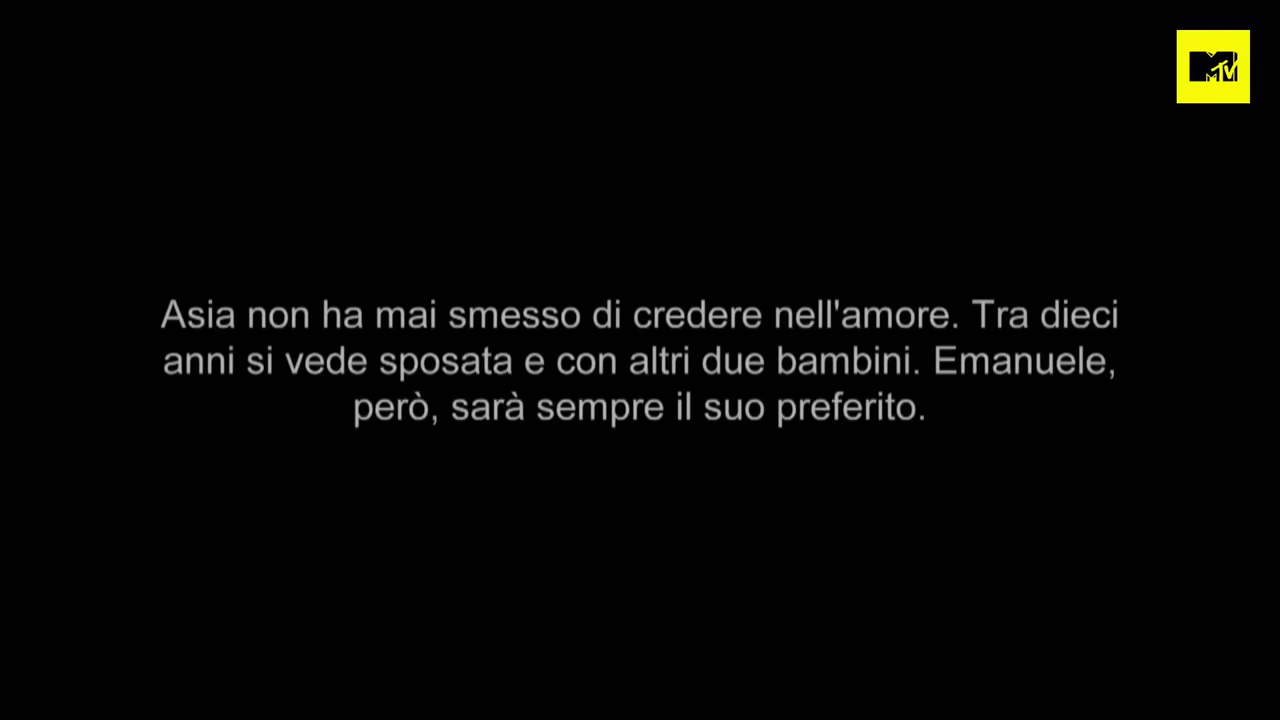 MTV
Asia non ha mai smesso di credere nell'amore. Tra dieci
anni si vede sposata e con altri due bambini. Emanuele,
però, sarà sempre il suo preferito.